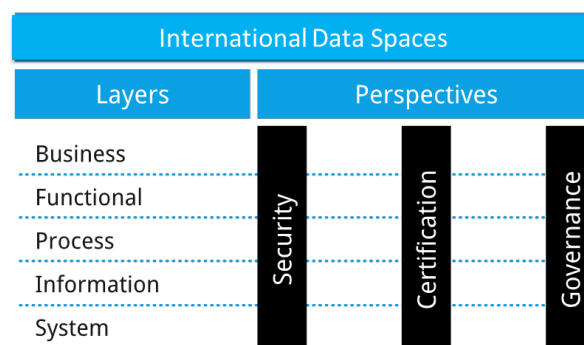 International Data Spaces
Layers
Perspectives
Business
Functional
Process
Information
System
Security
Certification
Governance